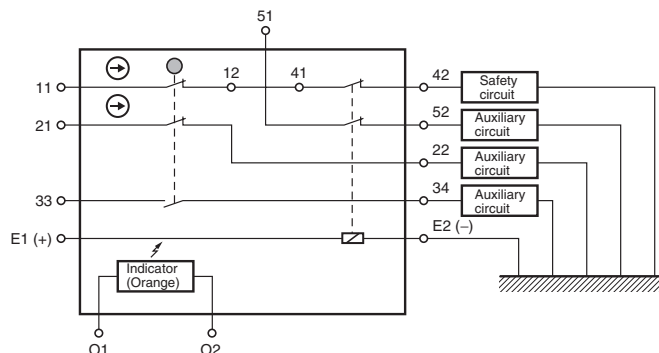 51
12
41
42
11
Safety
circuit
52
21
Auxiliary
circuit
22
Auxiliary
circuit
33
34
Auxiliary
circuit
E1 (+)
E2 (−)
Indicator
(Orange)
O1
O2